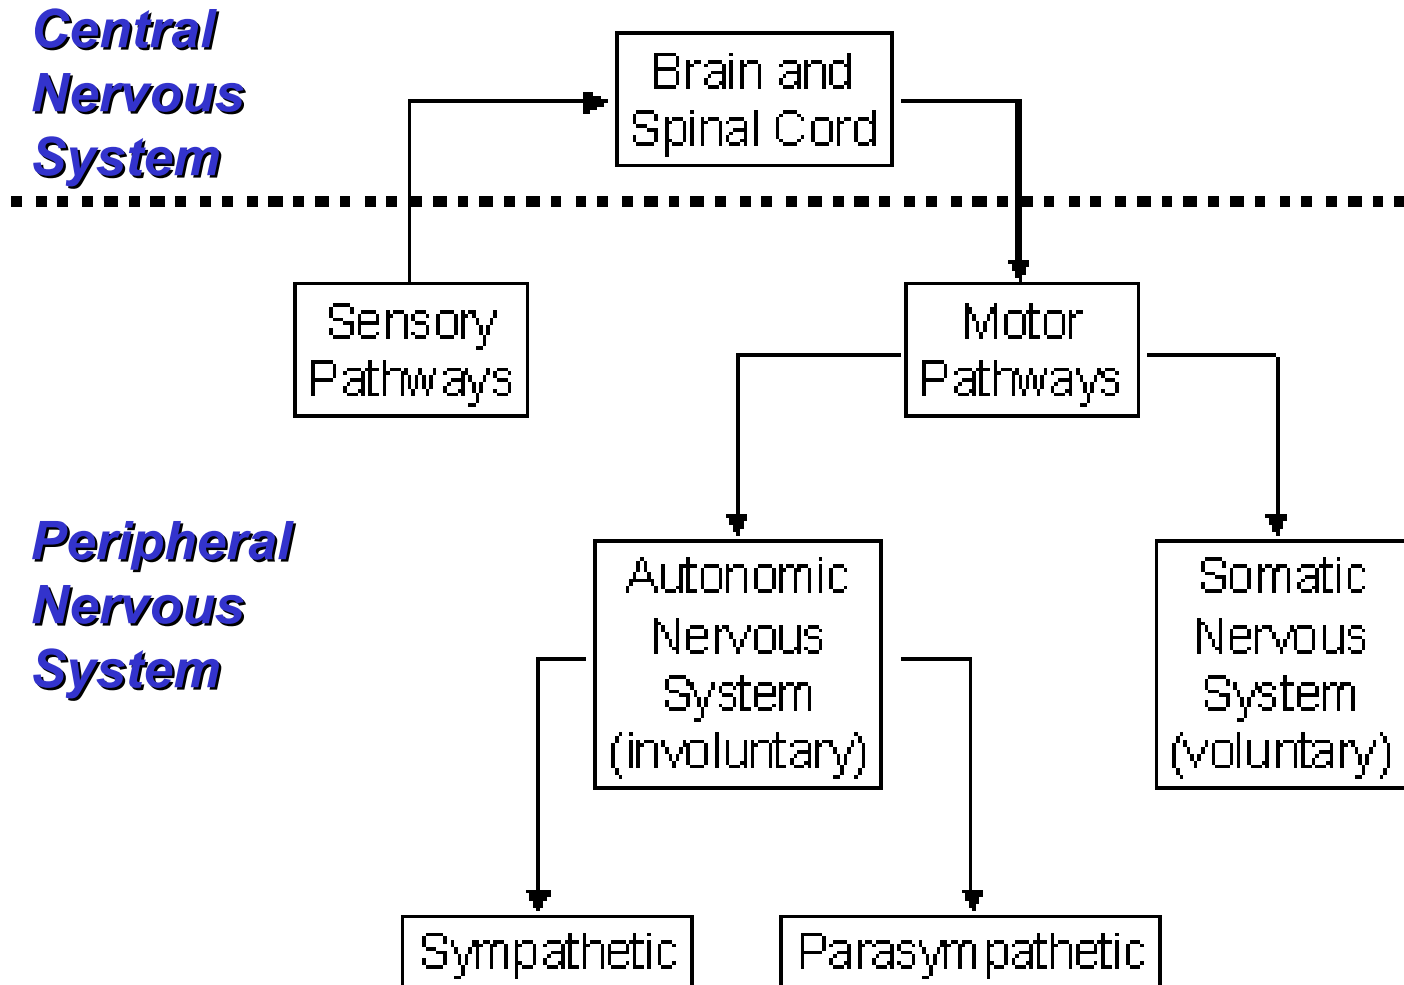 Central
Nervous
System
Brain and
Spinal Cord
Sensory
Pathways
Motor
Pathways
Peripheral
Nervous
System
Autonomic
Nervous
System
(involuntary)
Somatic
Nervous
System
(voluntary)
Sympathetic
Parasympathetic